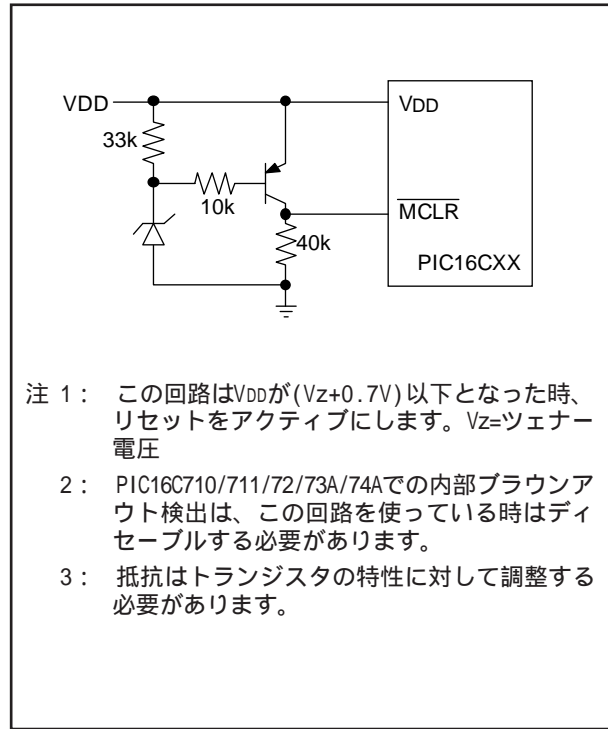 VDD
VDD
33k
10k
MCLR
40k
PIC16CXX
注 1： この回路はVDDが(Vz+0.7V)以下となった時、
リセットをアクティブにします。Vz=ツェナー
電圧
2： PIC16C710/711/72/73A/74Aでの内部ブラウンア
ウト検出は、この回路を使っている時はディ
セーブルする必要があります。
3： 抵抗はトランジスタの特性に対して調整する
必要があります。